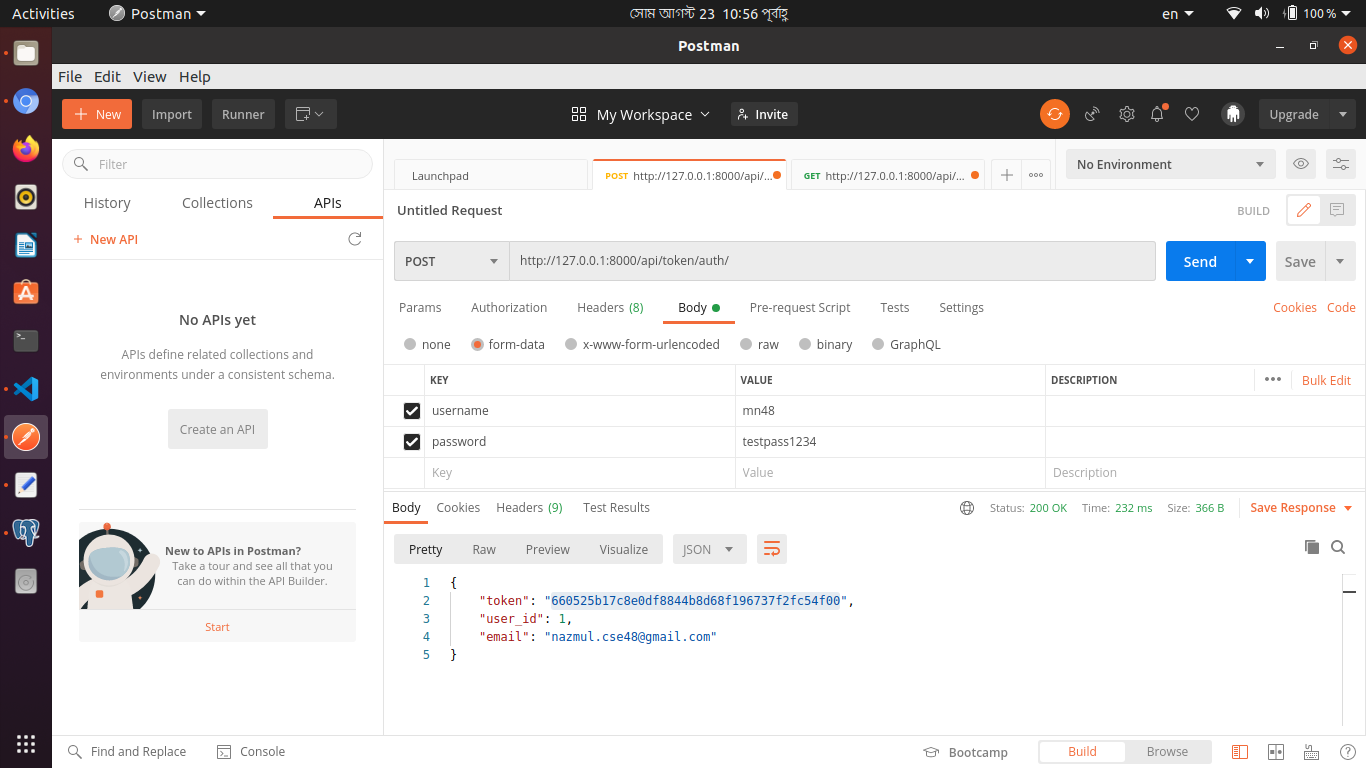 Activities Postman সোম আগস্ট 23 10:56 পূর্বাহ্ণ en 100 %
Postman
File Edit View Help
New Import Runner My Workspace Invite Upgrade
Filter
History Collections APIs
New API
No APIs yet
APIs define related collections and
environments under a consistent schema.
Create an API
New to APIs in Postman?
Take a tour and see all that you
can do within the API Builder.
Start
Launchpad POST http://127.0.0.1:8000/api/... GET http://127.0.0.1:8000/api/... No Environment
Untitled Request BUILD
POST http://127.0.0.1:8000/api/token/auth/ Send Save
Params Authorization Headers (8) Body Pre-request Script Tests Settings Cookies Code
none form-data x-www-form-urlencoded raw binary GraphQL
KEY VALUE DESCRIPTION Bulk Edit
username mn48
password testpass1234
Key Value Description
Body Cookies Headers (9) Test Results Status: 200 OK Time: 232 ms Size: 366 B Save Response
Pretty Raw Preview Visualize JSON
1 {
2 "token": "660525b17c8e0df8844b8d68f196737f2fc54f00",
3 "user_id": 1,
4 "email": "nazmul.cse48@gmail.com"
5 }
Find and Replace Console Bootcamp Build Browse